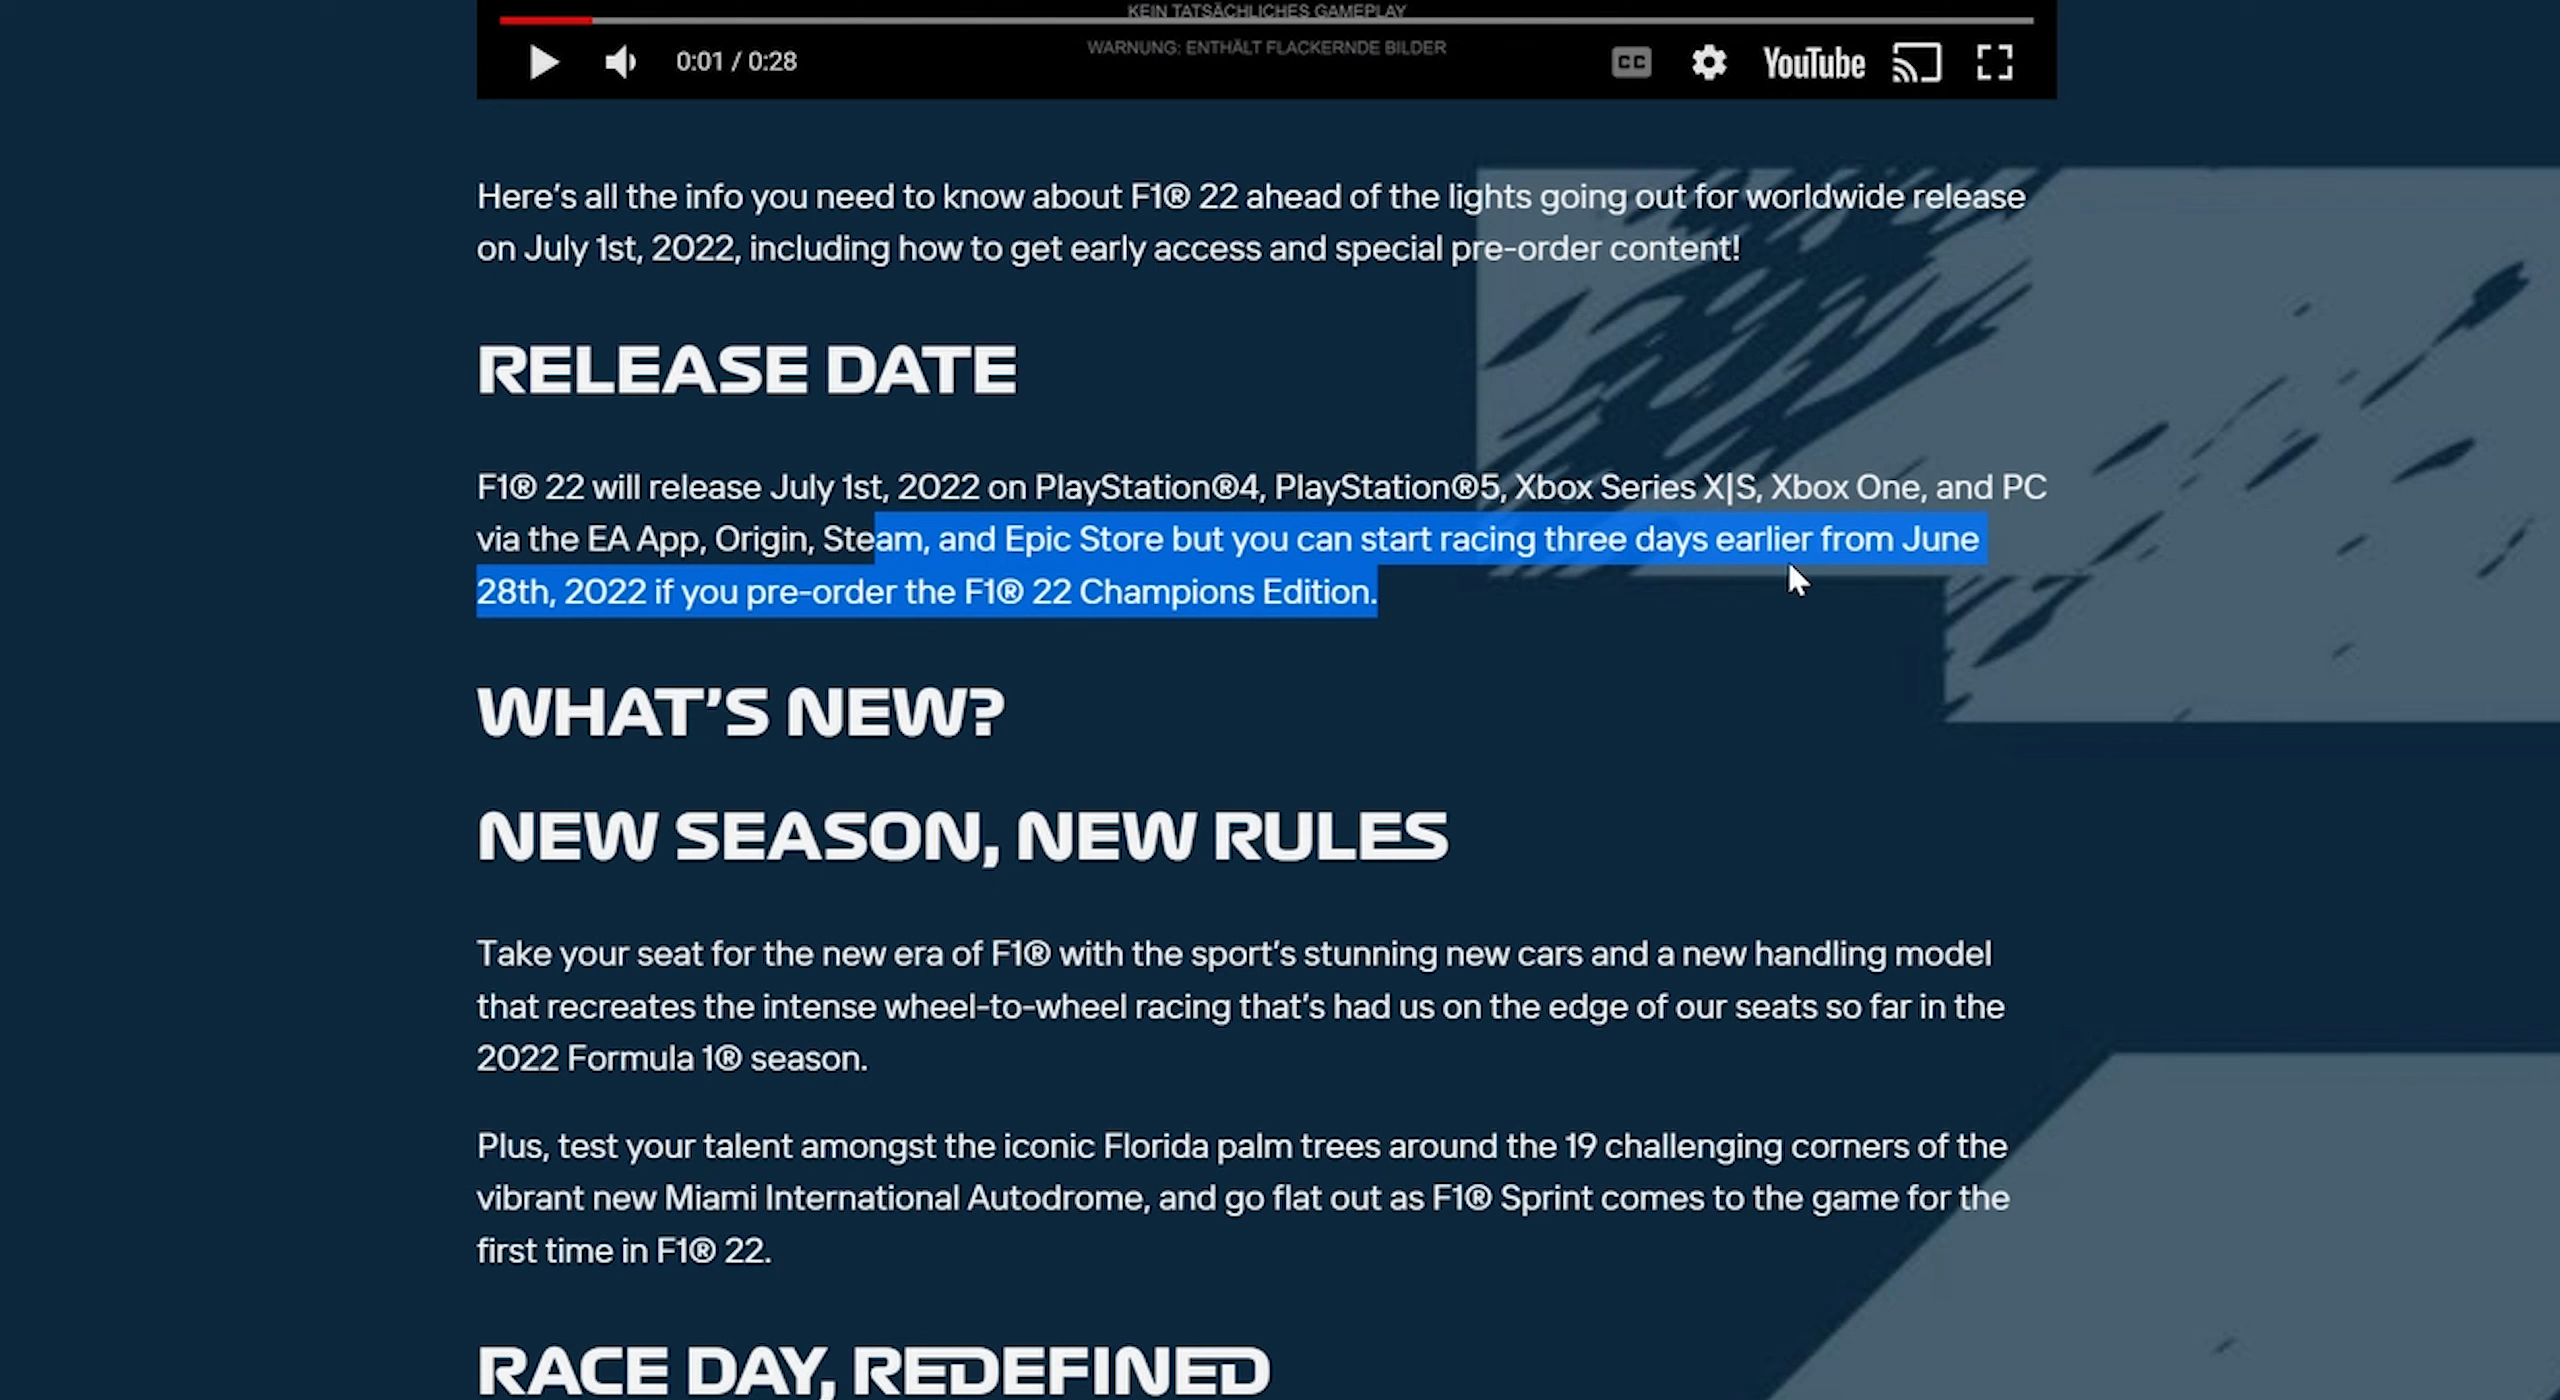 KEIN TATSÄCHLICHES GAMEPLAY
WARNUNG: ENTHÄLT FLACKERNDE BILDER
0:01 / 0:28
CC
YouTube
Here's all the info you need to know about F1® 22 ahead of the lights going out for worldwide release
on July 1st, 2022, including how to get early access and special pre-order content!
RELEASE DATE
F1® 22 will release July 1st, 2022 on PlayStation®4, PlayStation®5, Xbox Series X|S, Xbox One, and PC
via the EA App, Origin, Steam, and Epic Store but you can start racing three days earlier from June
28th, 2022 if you pre-order the F1® 22 Champions Edition.
WHAT'S NEW?
NEW SEASON, NEW RULES
Take your seat for the new era of F1® with the sport's stunning new cars and a new handling model
that recreates the intense wheel-to-wheel racing that's had us on the edge of our seats so far in the
2022 Formula 1® season.
Plus, test your talent amongst the iconic Florida palm trees around the 19 challenging corners of the
vibrant new Miami International Autodrome, and go flat out as F1® Sprint comes to the game for the
first time in F1® 22.
RACE DAY, REDEFINED